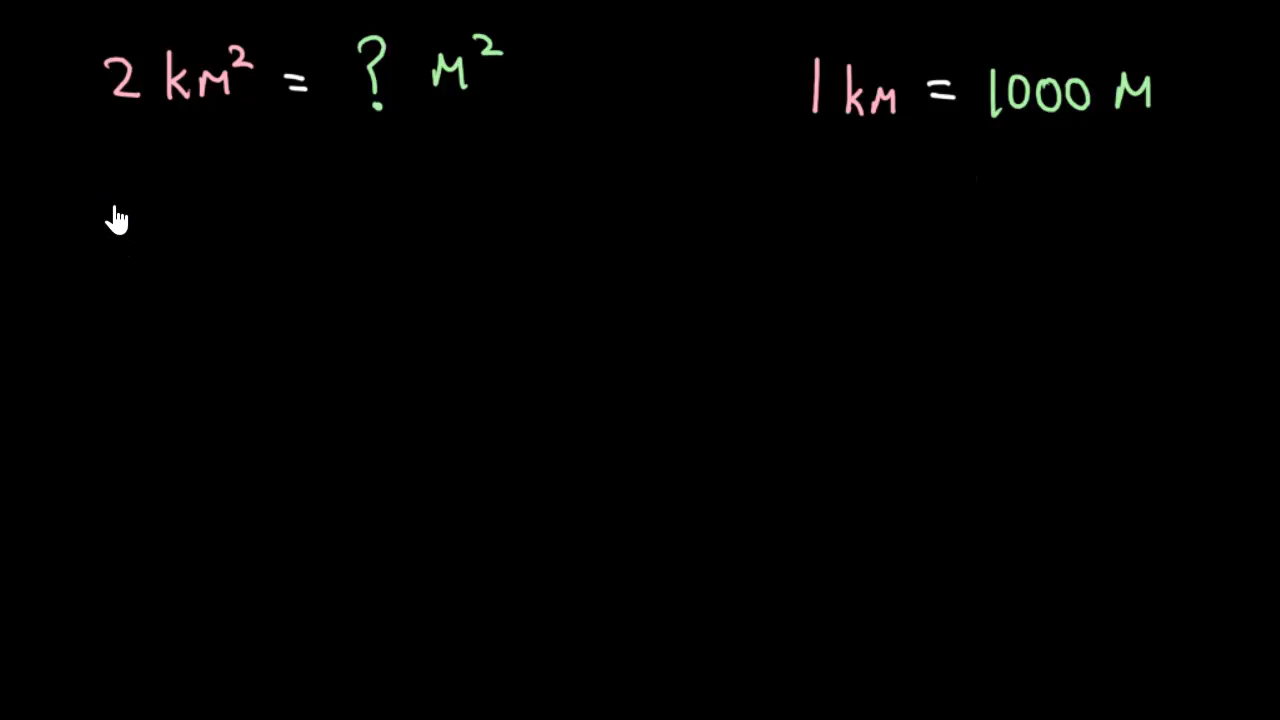 2 km² = ? m²
1 km = 1000 m